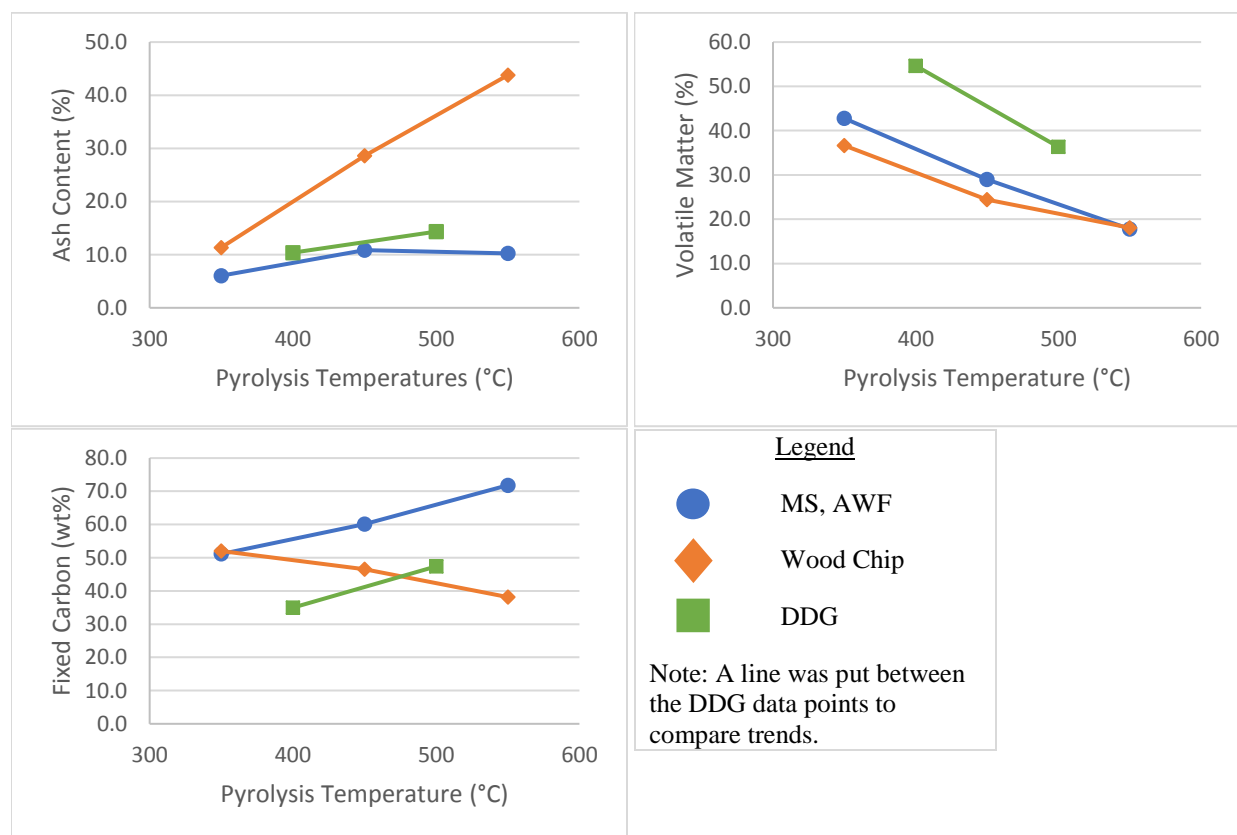 50.0
40.0
30.0
20.0
10.0
0.0
Ash Content (%)
300 400 500 600
Pyrolysis Temperatures (°C)
60.0
50.0
40.0
30.0
20.0
10.0
0.0
Volatile Matter (%)
300 400 500 600
Pyrolysis Temperature (°C)
80.0
70.0
60.0
50.0
40.0
30.0
20.0
10.0
0.0
Fixed Carbon (wt%)
300 400 500 600
Pyrolysis Temperature (°C)
Legend
MS, AWF
Wood Chip
DDG
Note: A line was put between
the DDG data points to
compare trends.